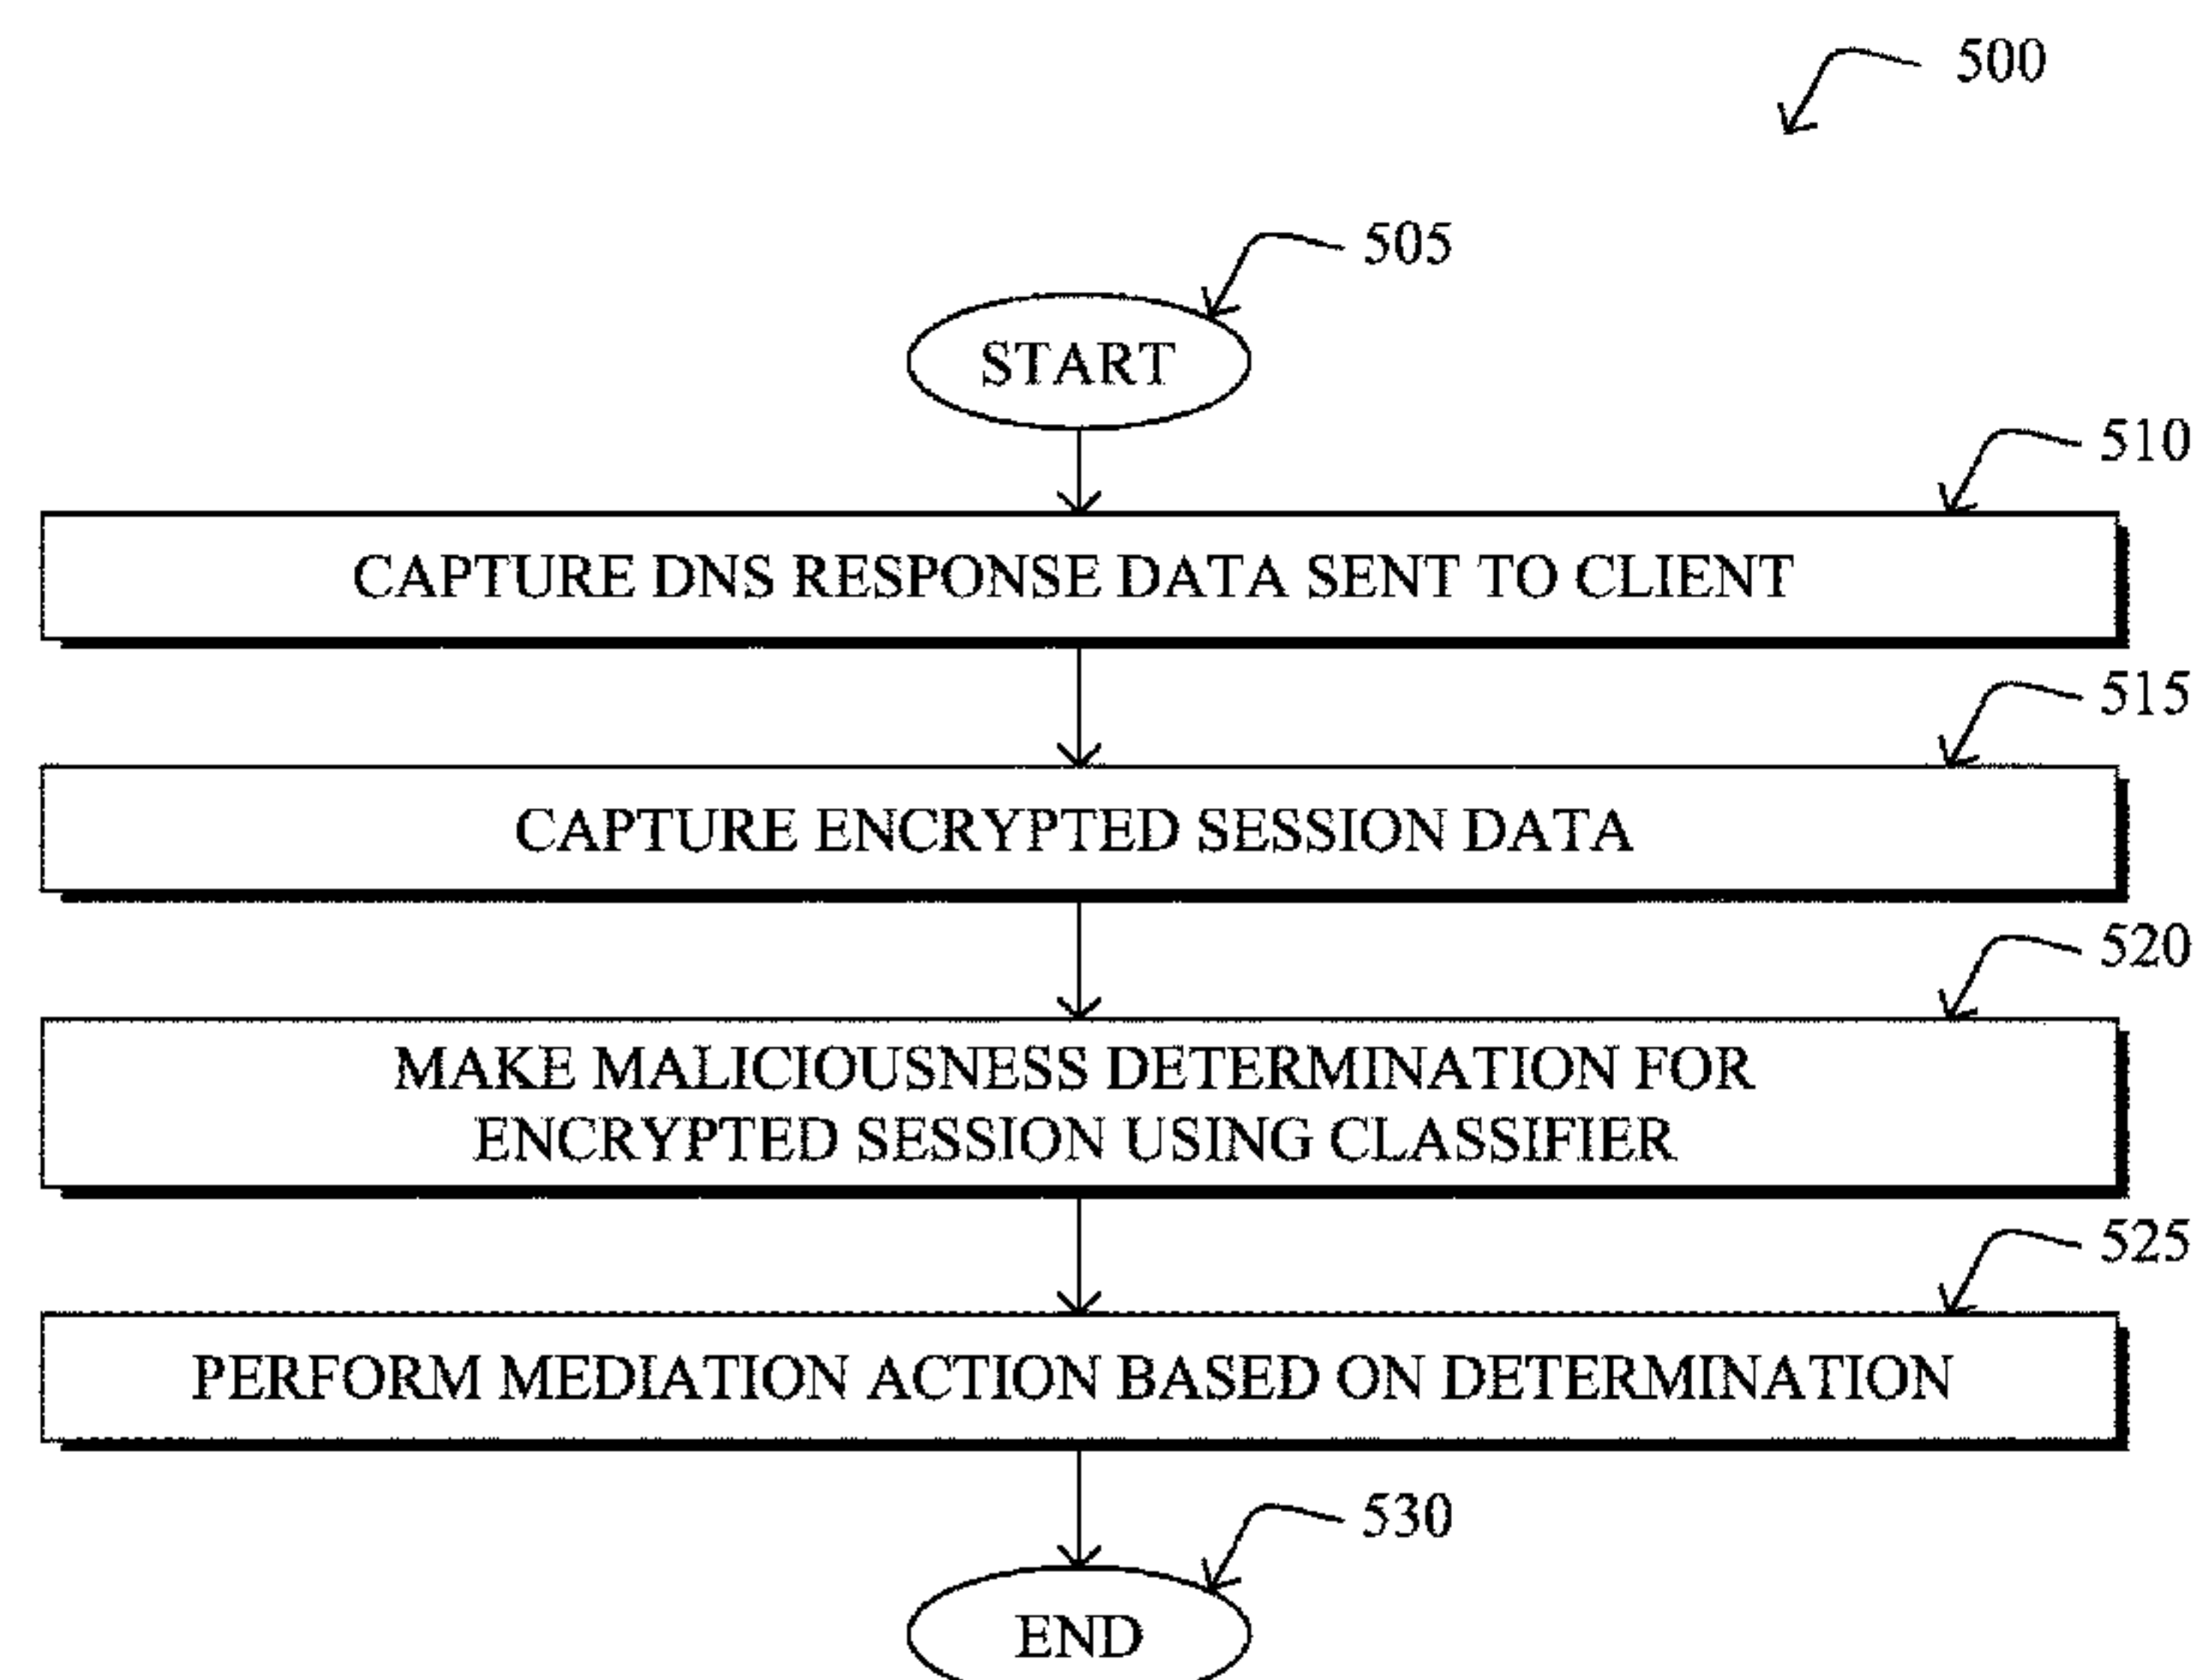 500
505
START
510
CAPTURE DNS RESPONSE DATA SENT TO CLIENT
515
CAPTURE ENCRYPTED SESSION DATA
520
MAKE MALICIOUSNESS DETERMINATION FOR
ENCRYPTED SESSION USING CLASSIFIER
525
PERFORM MEDIATION ACTION BASED ON DETERMINATION
530
END